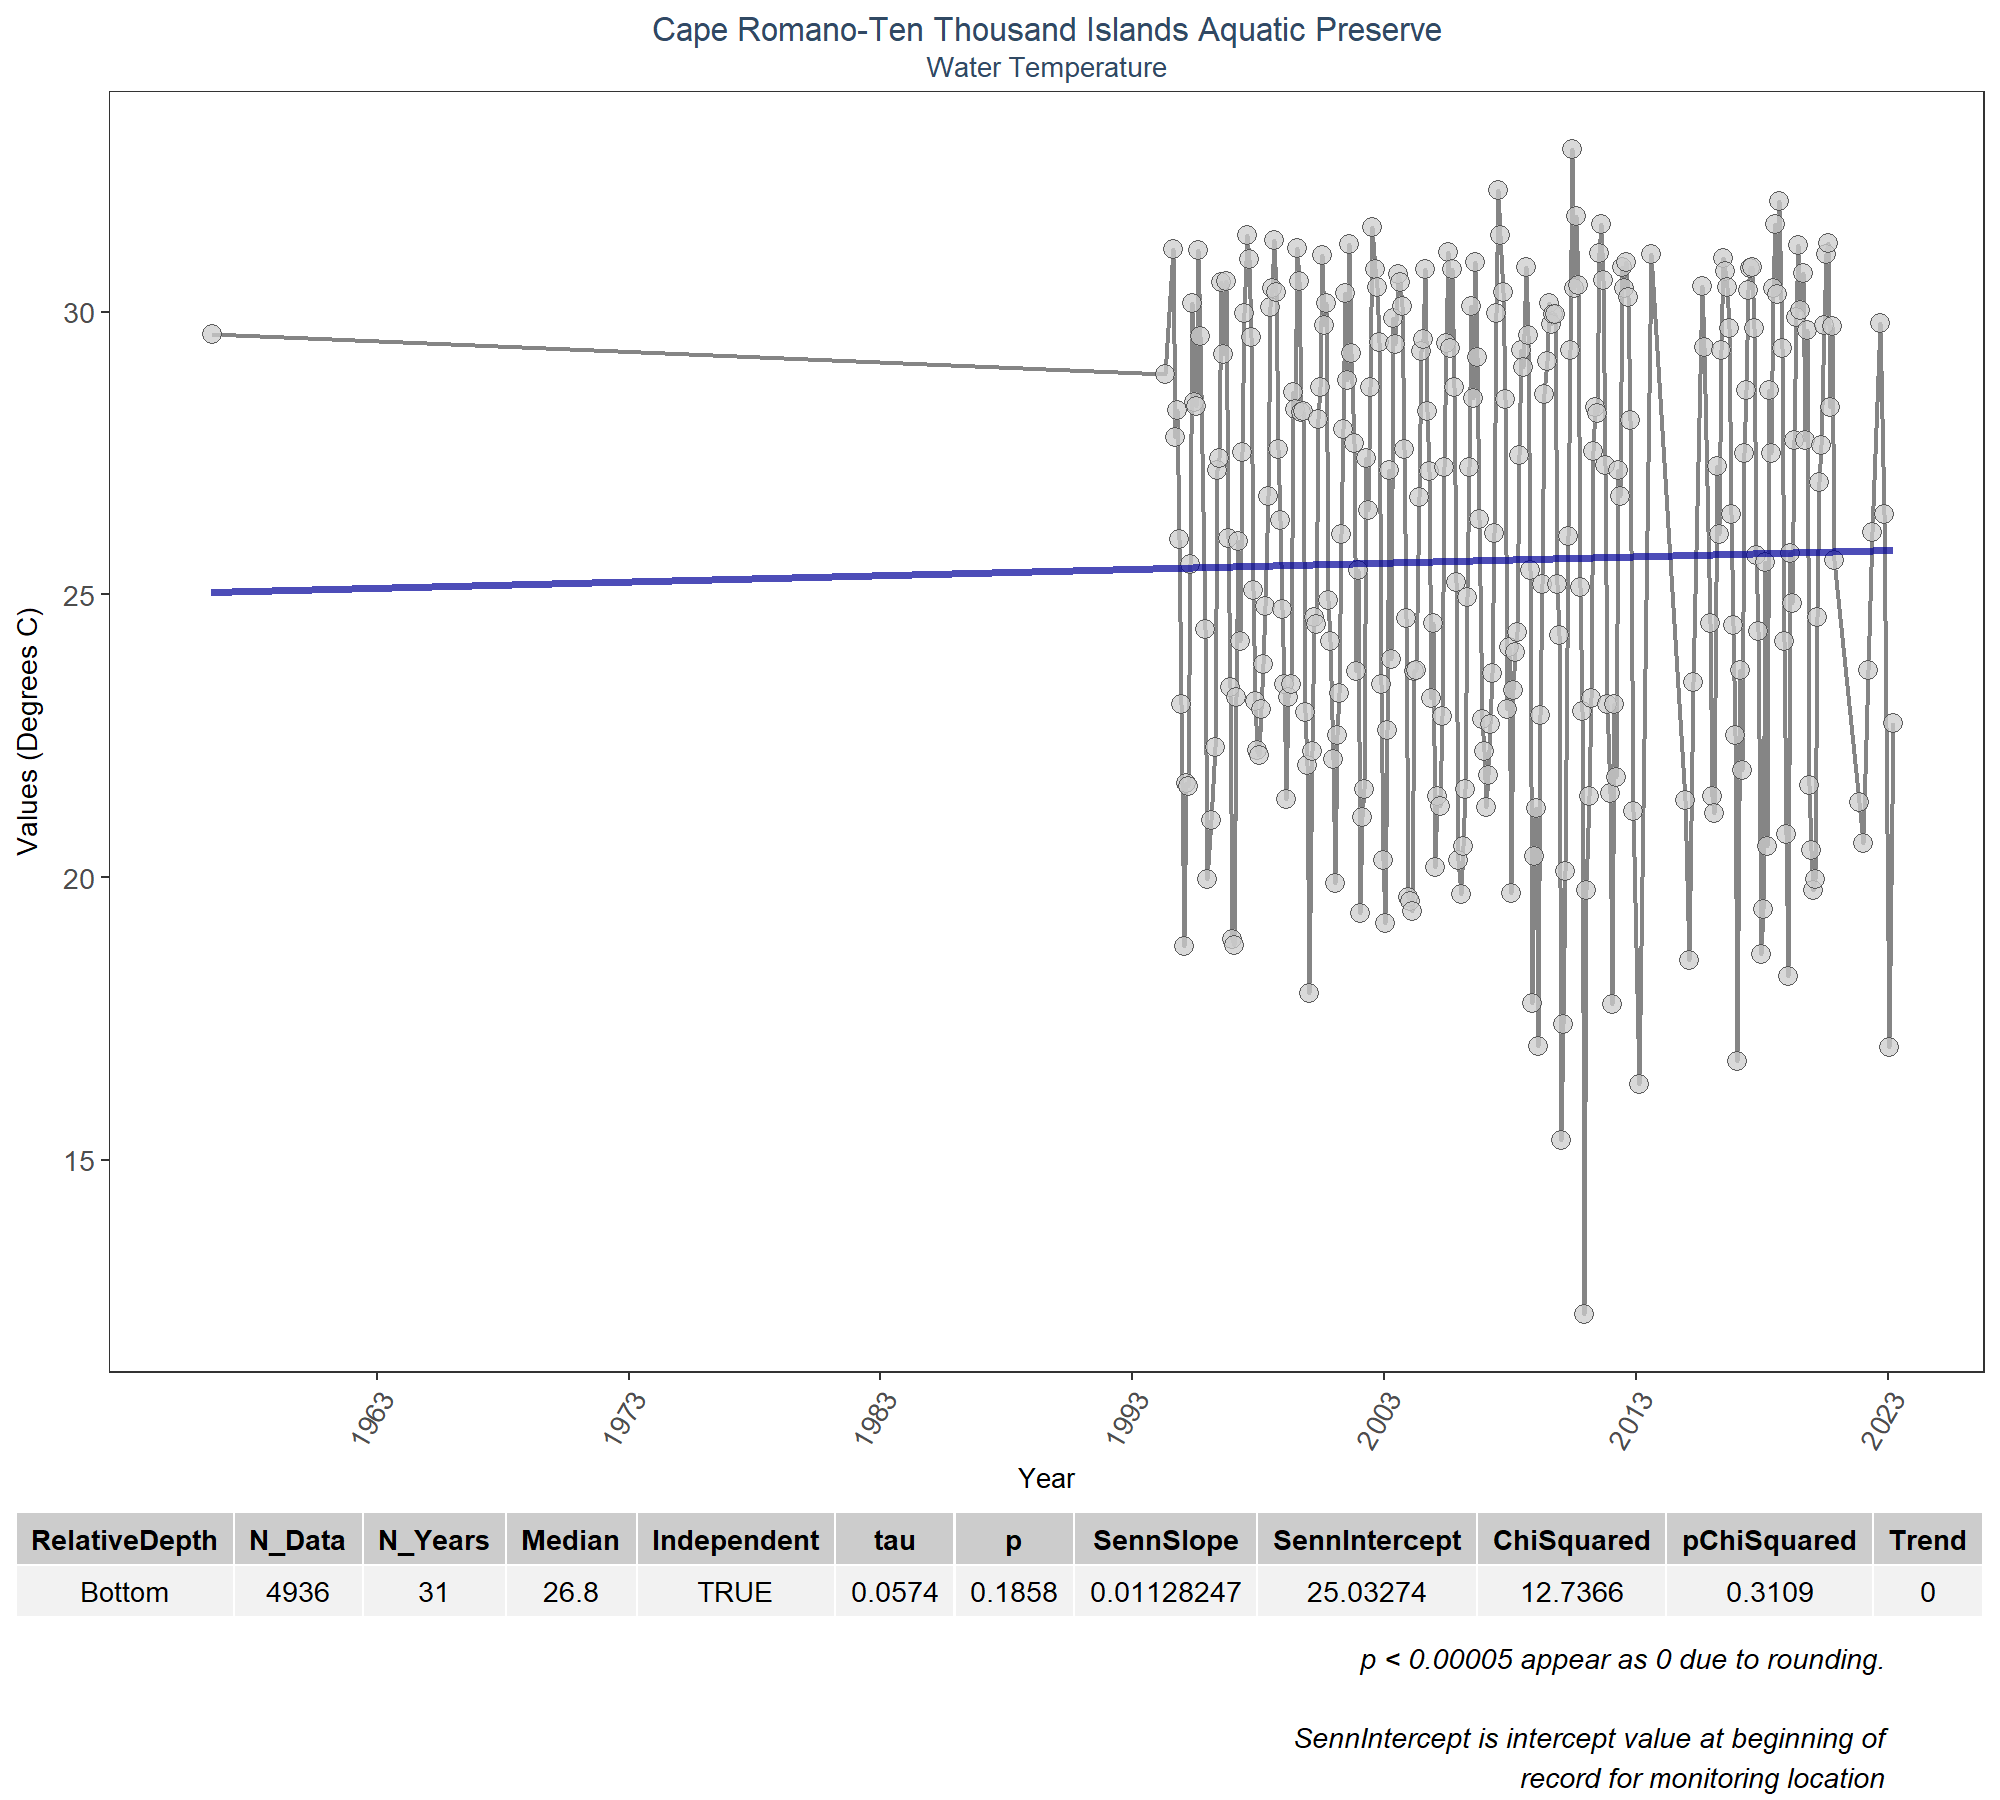 Cape Romano-Ten Thousand Islands Aquatic Preserve
Water Temperature
Values (Degrees C)
30
25
20
15
1963
1973
1983
1993
2003
2013
2023
Year
RelativeDepth N_Data N_Years Median Independent tau p SennSlope SennIntercept ChiSquared pChiSquared Trend
Bottom 4936 31 26.8 TRUE 0.0574 0.1858 0.01128247 25.03274 12.7366 0.3109 0
p < 0.00005 appear as 0 due to rounding.
SennIntercept is intercept value at beginning of
record for monitoring location